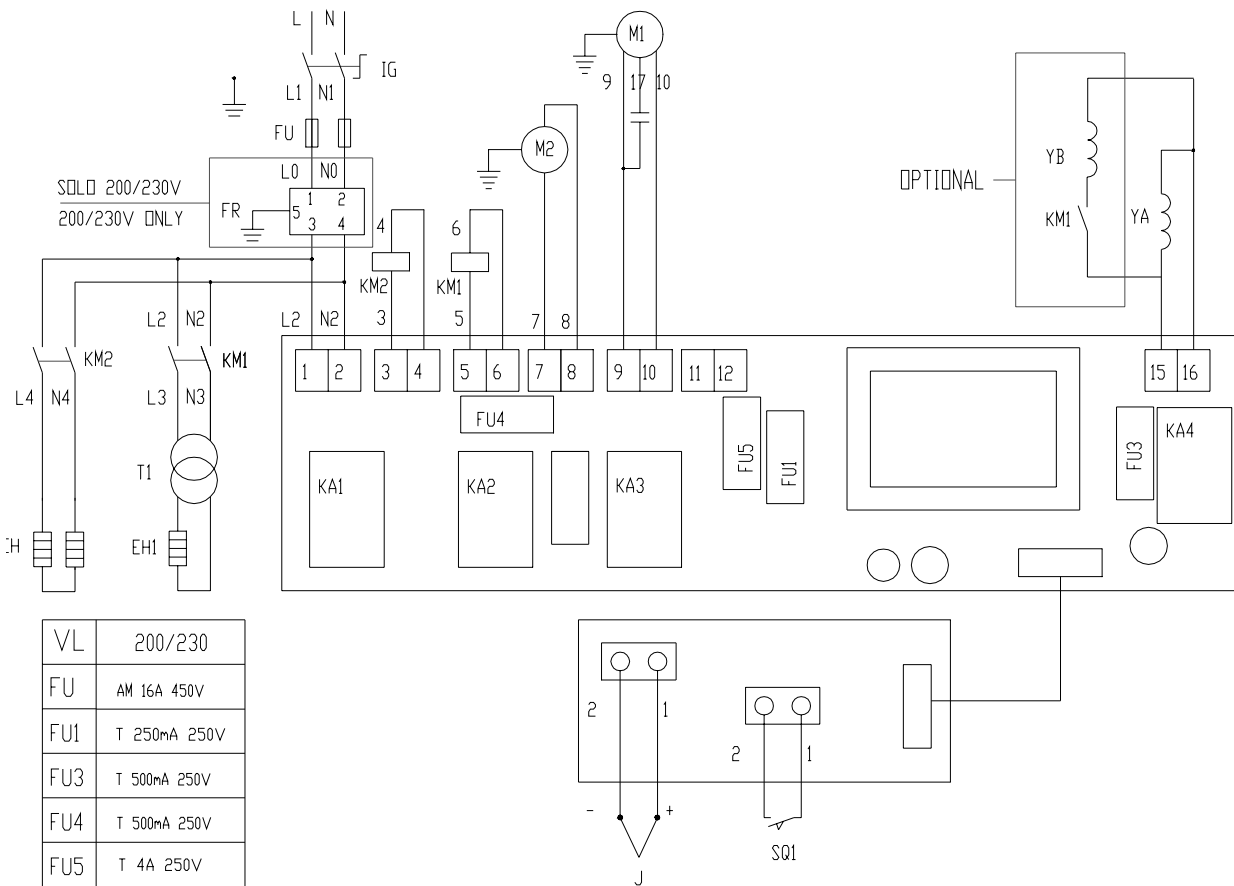 L N
IG
L1 N1
FU
L0 N0
SOLO 200/230V
200/230V ONLY
FR
1 2
5
3 4
4
KM2
3
6
KM1
5
M2
7 8
M1
9 17 10
OPTIONAL
YB
KM1
YA
L2 N2
L2 N2
KM2
KM1
L4 N4
L3 N3
T1
EH1
1 2 3 4 5 6 7 8 9 10 11 12 15 16
FU4
FU5
FU1
FU3
KA4
KA1
KA2
KA3
VL 200/230
FU AM 16A 450V
FU1 T 250mA 250V
FU3 T 500mA 250V
FU4 T 500mA 250V
FU5 T 4A 250V
2 1
2 1
- +
J
SQ1